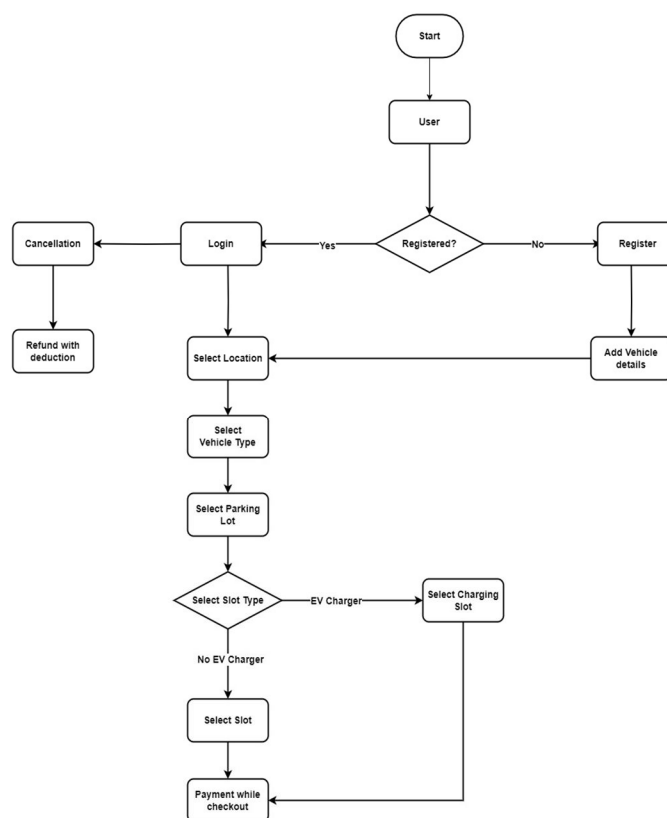 Start
User
Cancellation
Login
Yes
Registered?
No
Register
Refund with
deduction
Select Location
Add Vehicle
details
Select
Vehicle Type
Select Parking
Lot
Select Slot Type
EV Charger
Select Charging
Slot
No EV Charger
Select Slot
Payment while
checkout